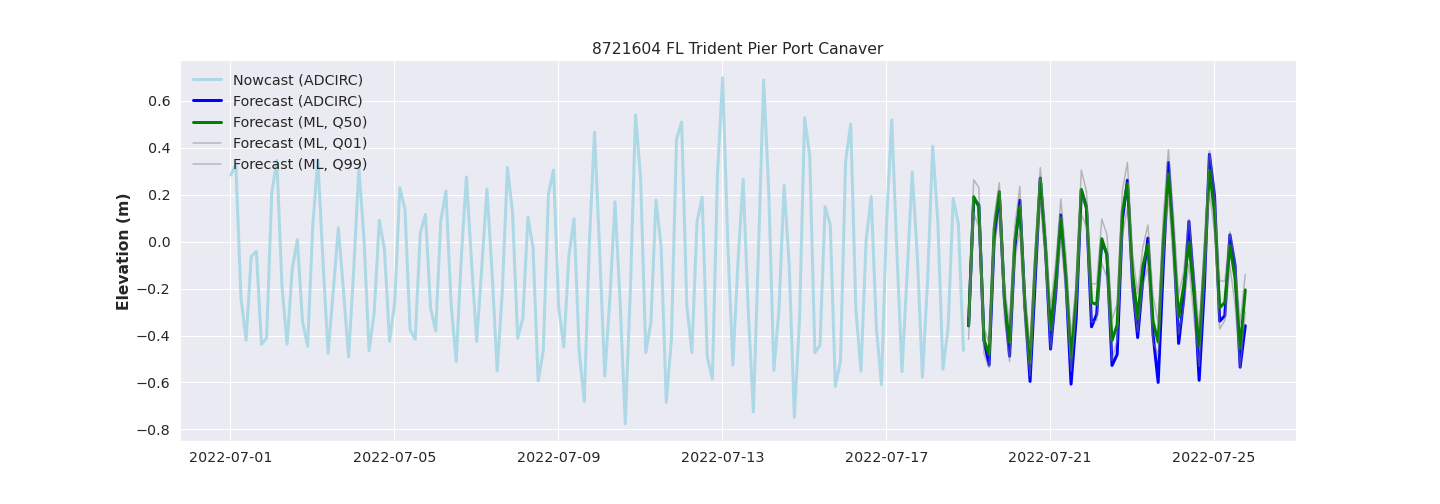 8721604 FL Trident Pier Port Canaver
Nowcast (ADCIRC)
Forecast (ADCIRC)
Forecast (ML, Q50)
Forecast (ML, Q01)
Forecast (ML, Q99)
Elevation (m)
0.6
0.4
0.2
0.0
−0.2
−0.4
−0.6
−0.8
2022-07-01 2022-07-05 2022-07-09 2022-07-13 2022-07-17 2022-07-21 2022-07-25